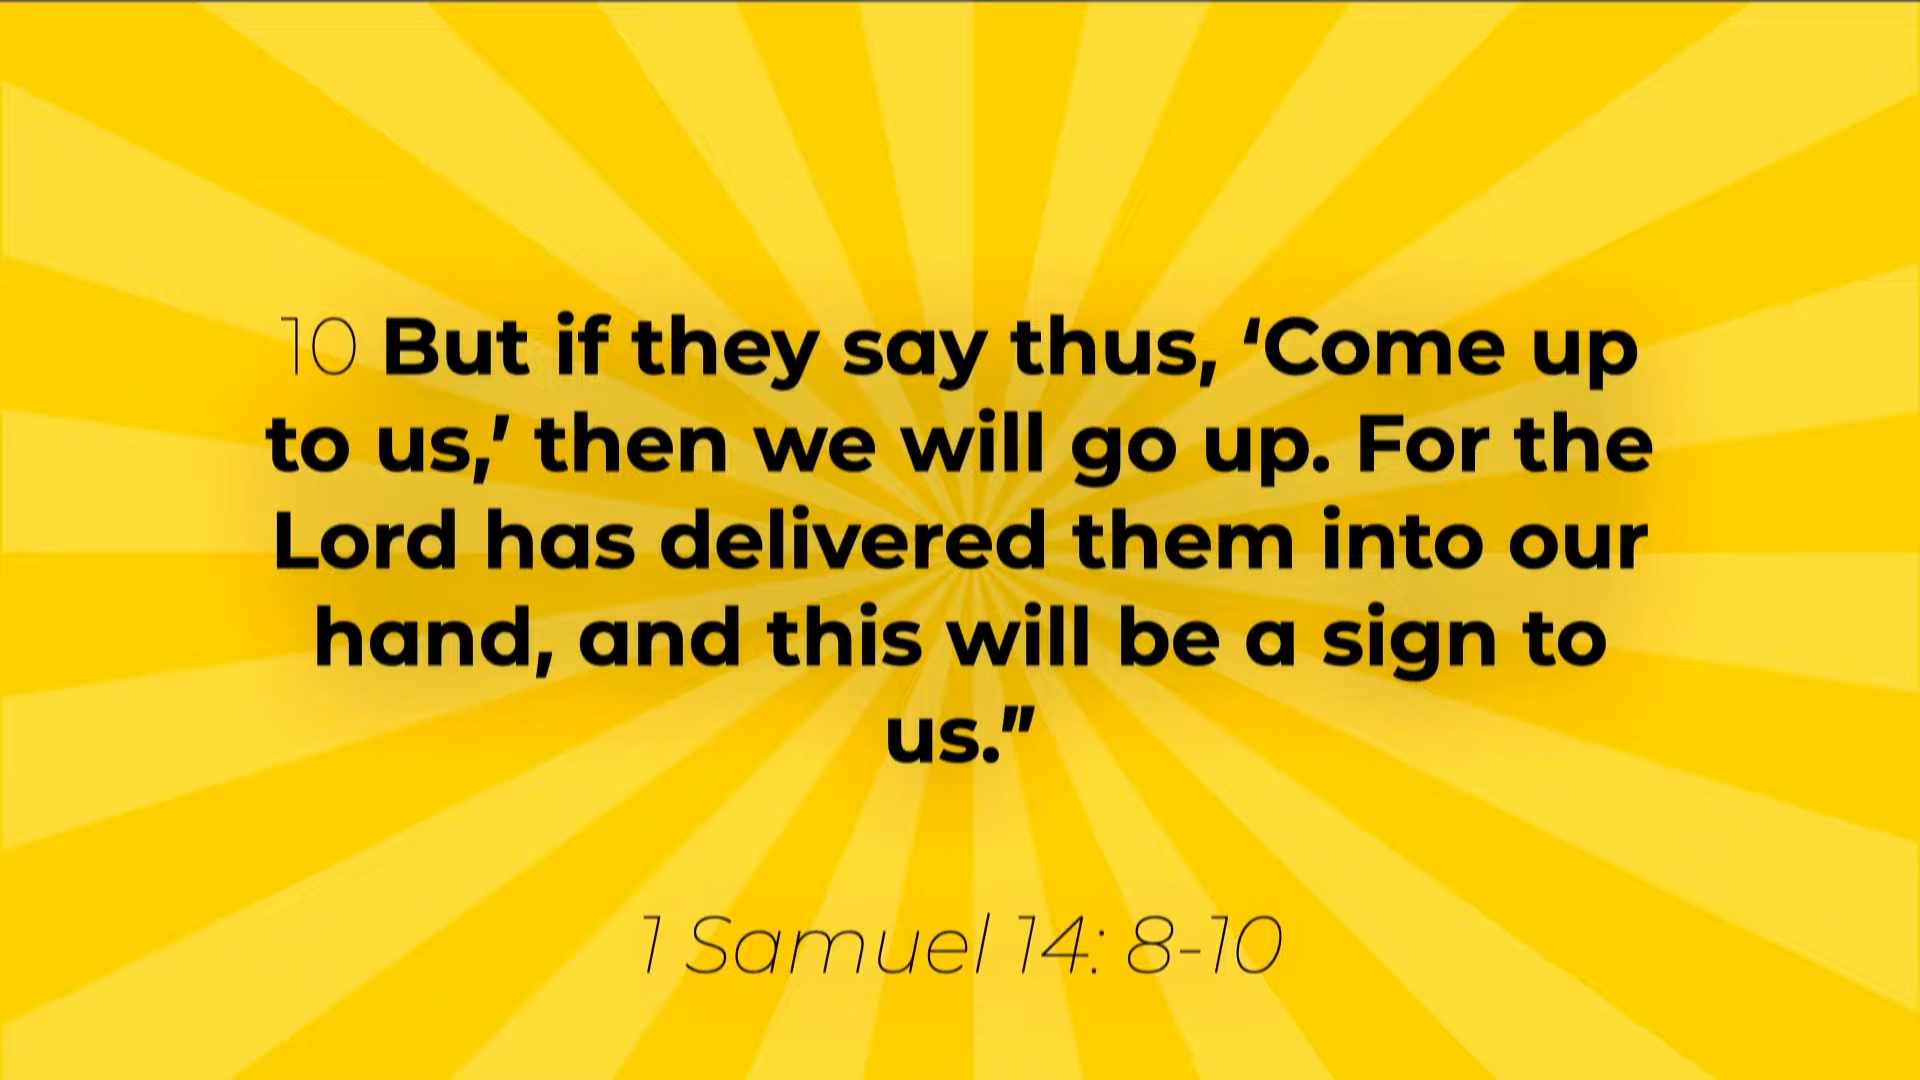 10 But if they say thus, ‘Come up
to us,’ then we will go up. For the
Lord has delivered them into our
hand, and this will be a sign to
us.”
1 Samuel 14: 8-10